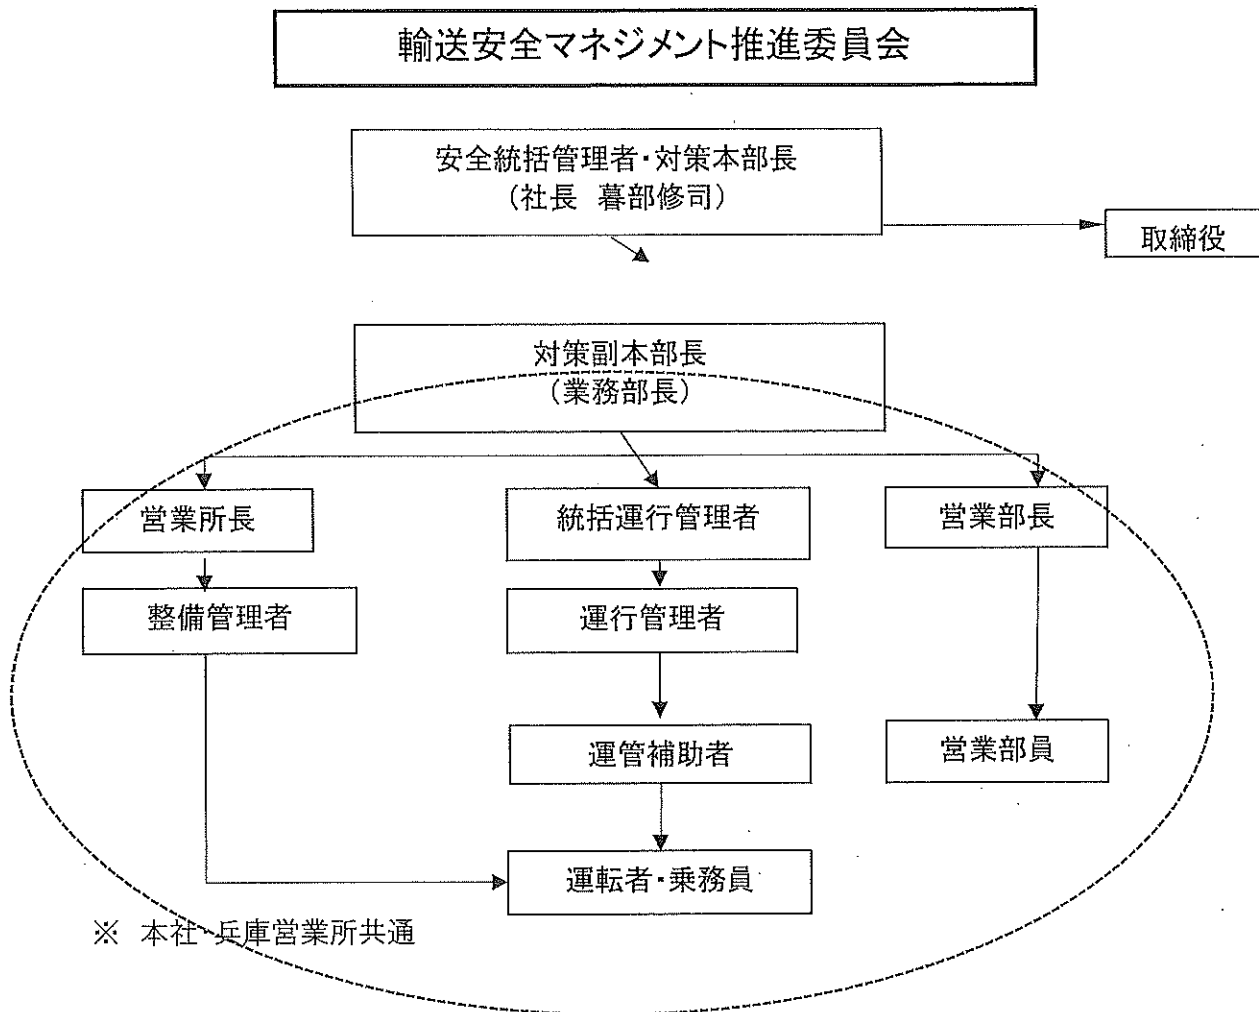 輸送安全マネジメント推進委員会
安全統括管理者・対策本部長
(社長 暮部修司)
取締役
対策副本部長
(業務部長)
営業所長
統括運行管理者
営業部長
整備管理者
運行管理者
運管補助者
営業部員
運転者・乗務員
※ 本社・兵庫営業所共通